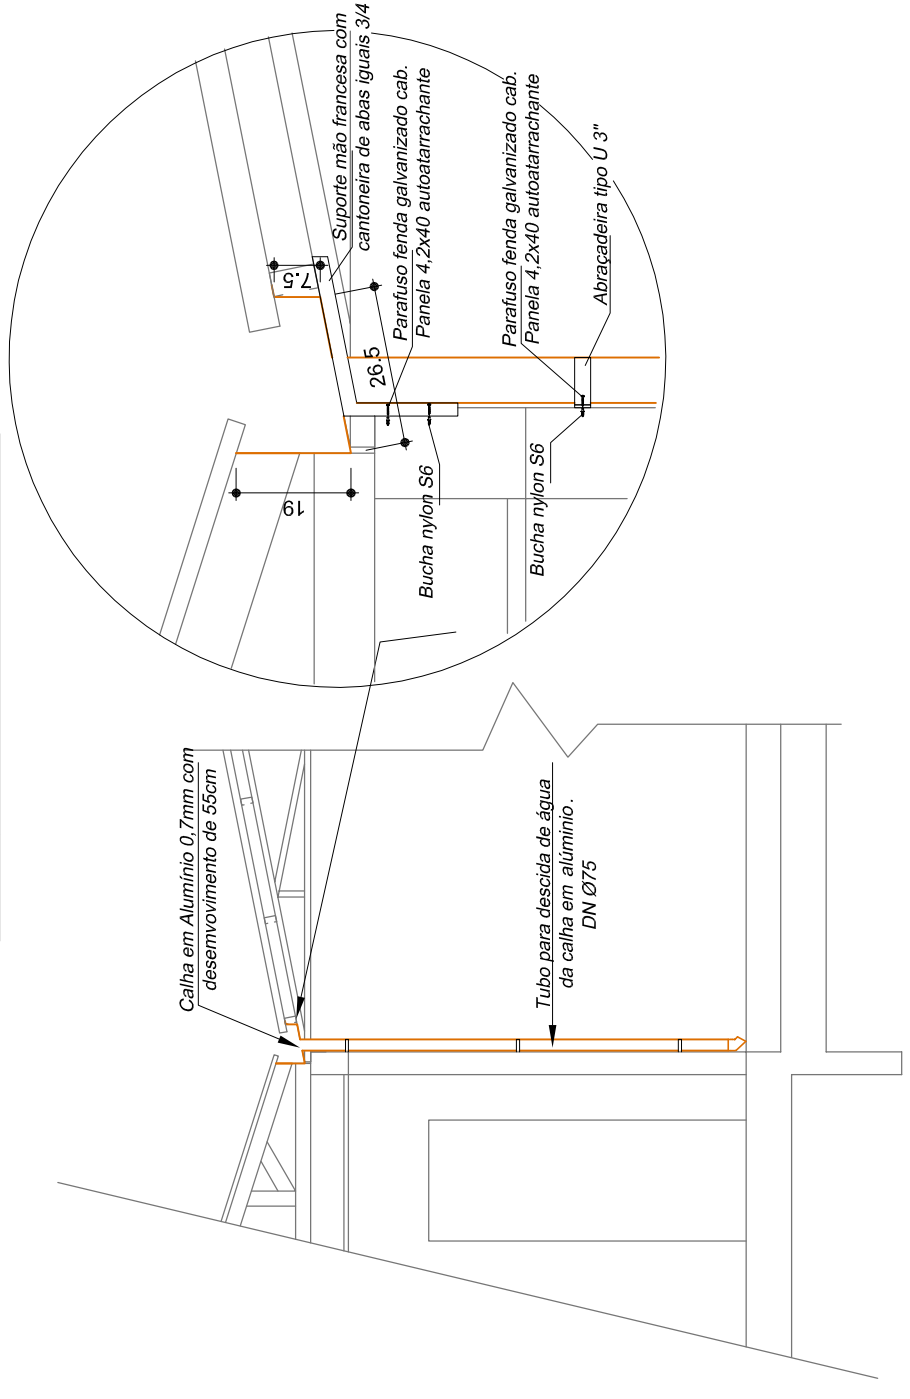 Calha em Alumínio 0,7mm com
desemvovimento de 55cm
Tubo para descida de água
da calha em alúminio.
DN Ø75
Suporte mão francesa com
cantoneira de abas iguais 3/4
Parafuso fenda galvanizado cab.
Panela 4,2x40 autoatarrachante
Parafuso fenda galvanizado cab.
Panela 4,2x40 autoatarrachante
Abraçadeira tipo U 3"
Bucha nylon S6
Bucha nylon S6
7.5
26.5
19